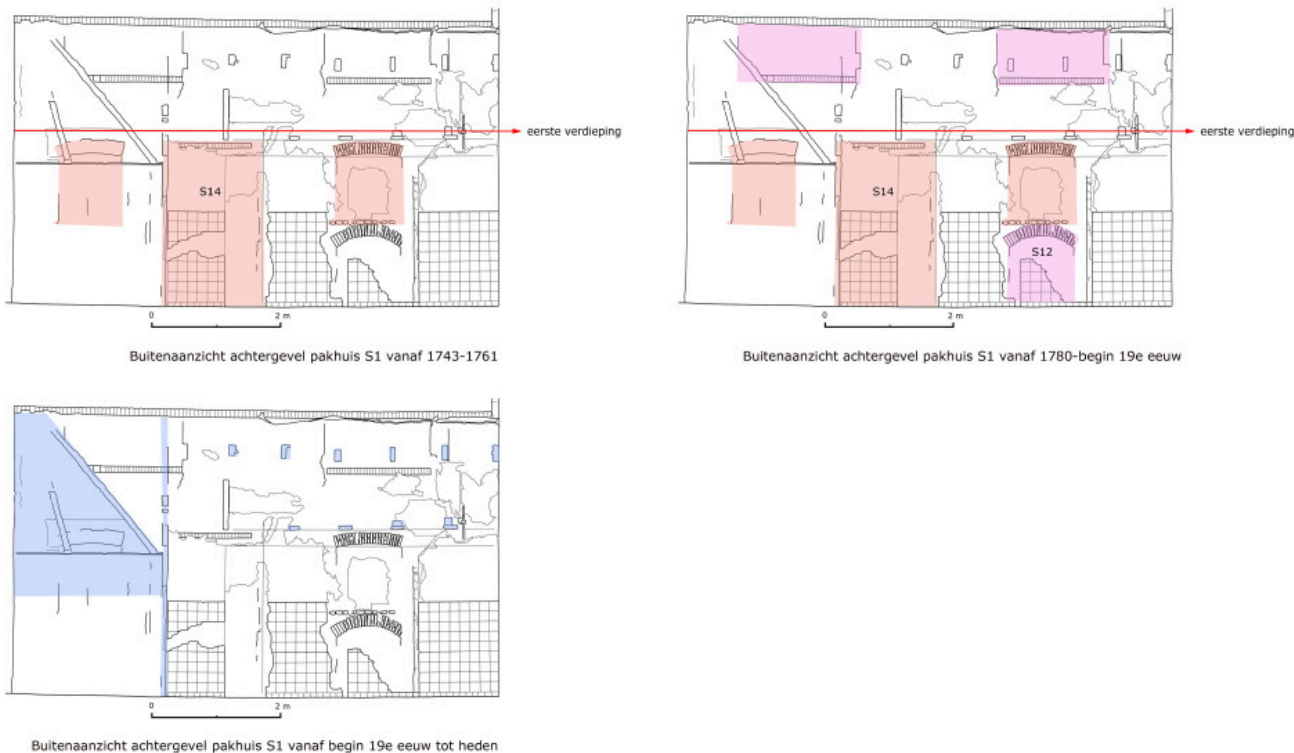 eerste verdieping
S14
0 2 m
Buitenaanzicht achtergevel pakhuis S1 vanaf 1743-1761
eerste verdieping
S14
S12
0 2 m
Buitenaanzicht achtergevel pakhuis S1 vanaf 1780-begin 19e eeuw
0 2 m
Buitenaanzicht achtergevel pakhuis S1 vanaf begin 19e eeuw tot heden